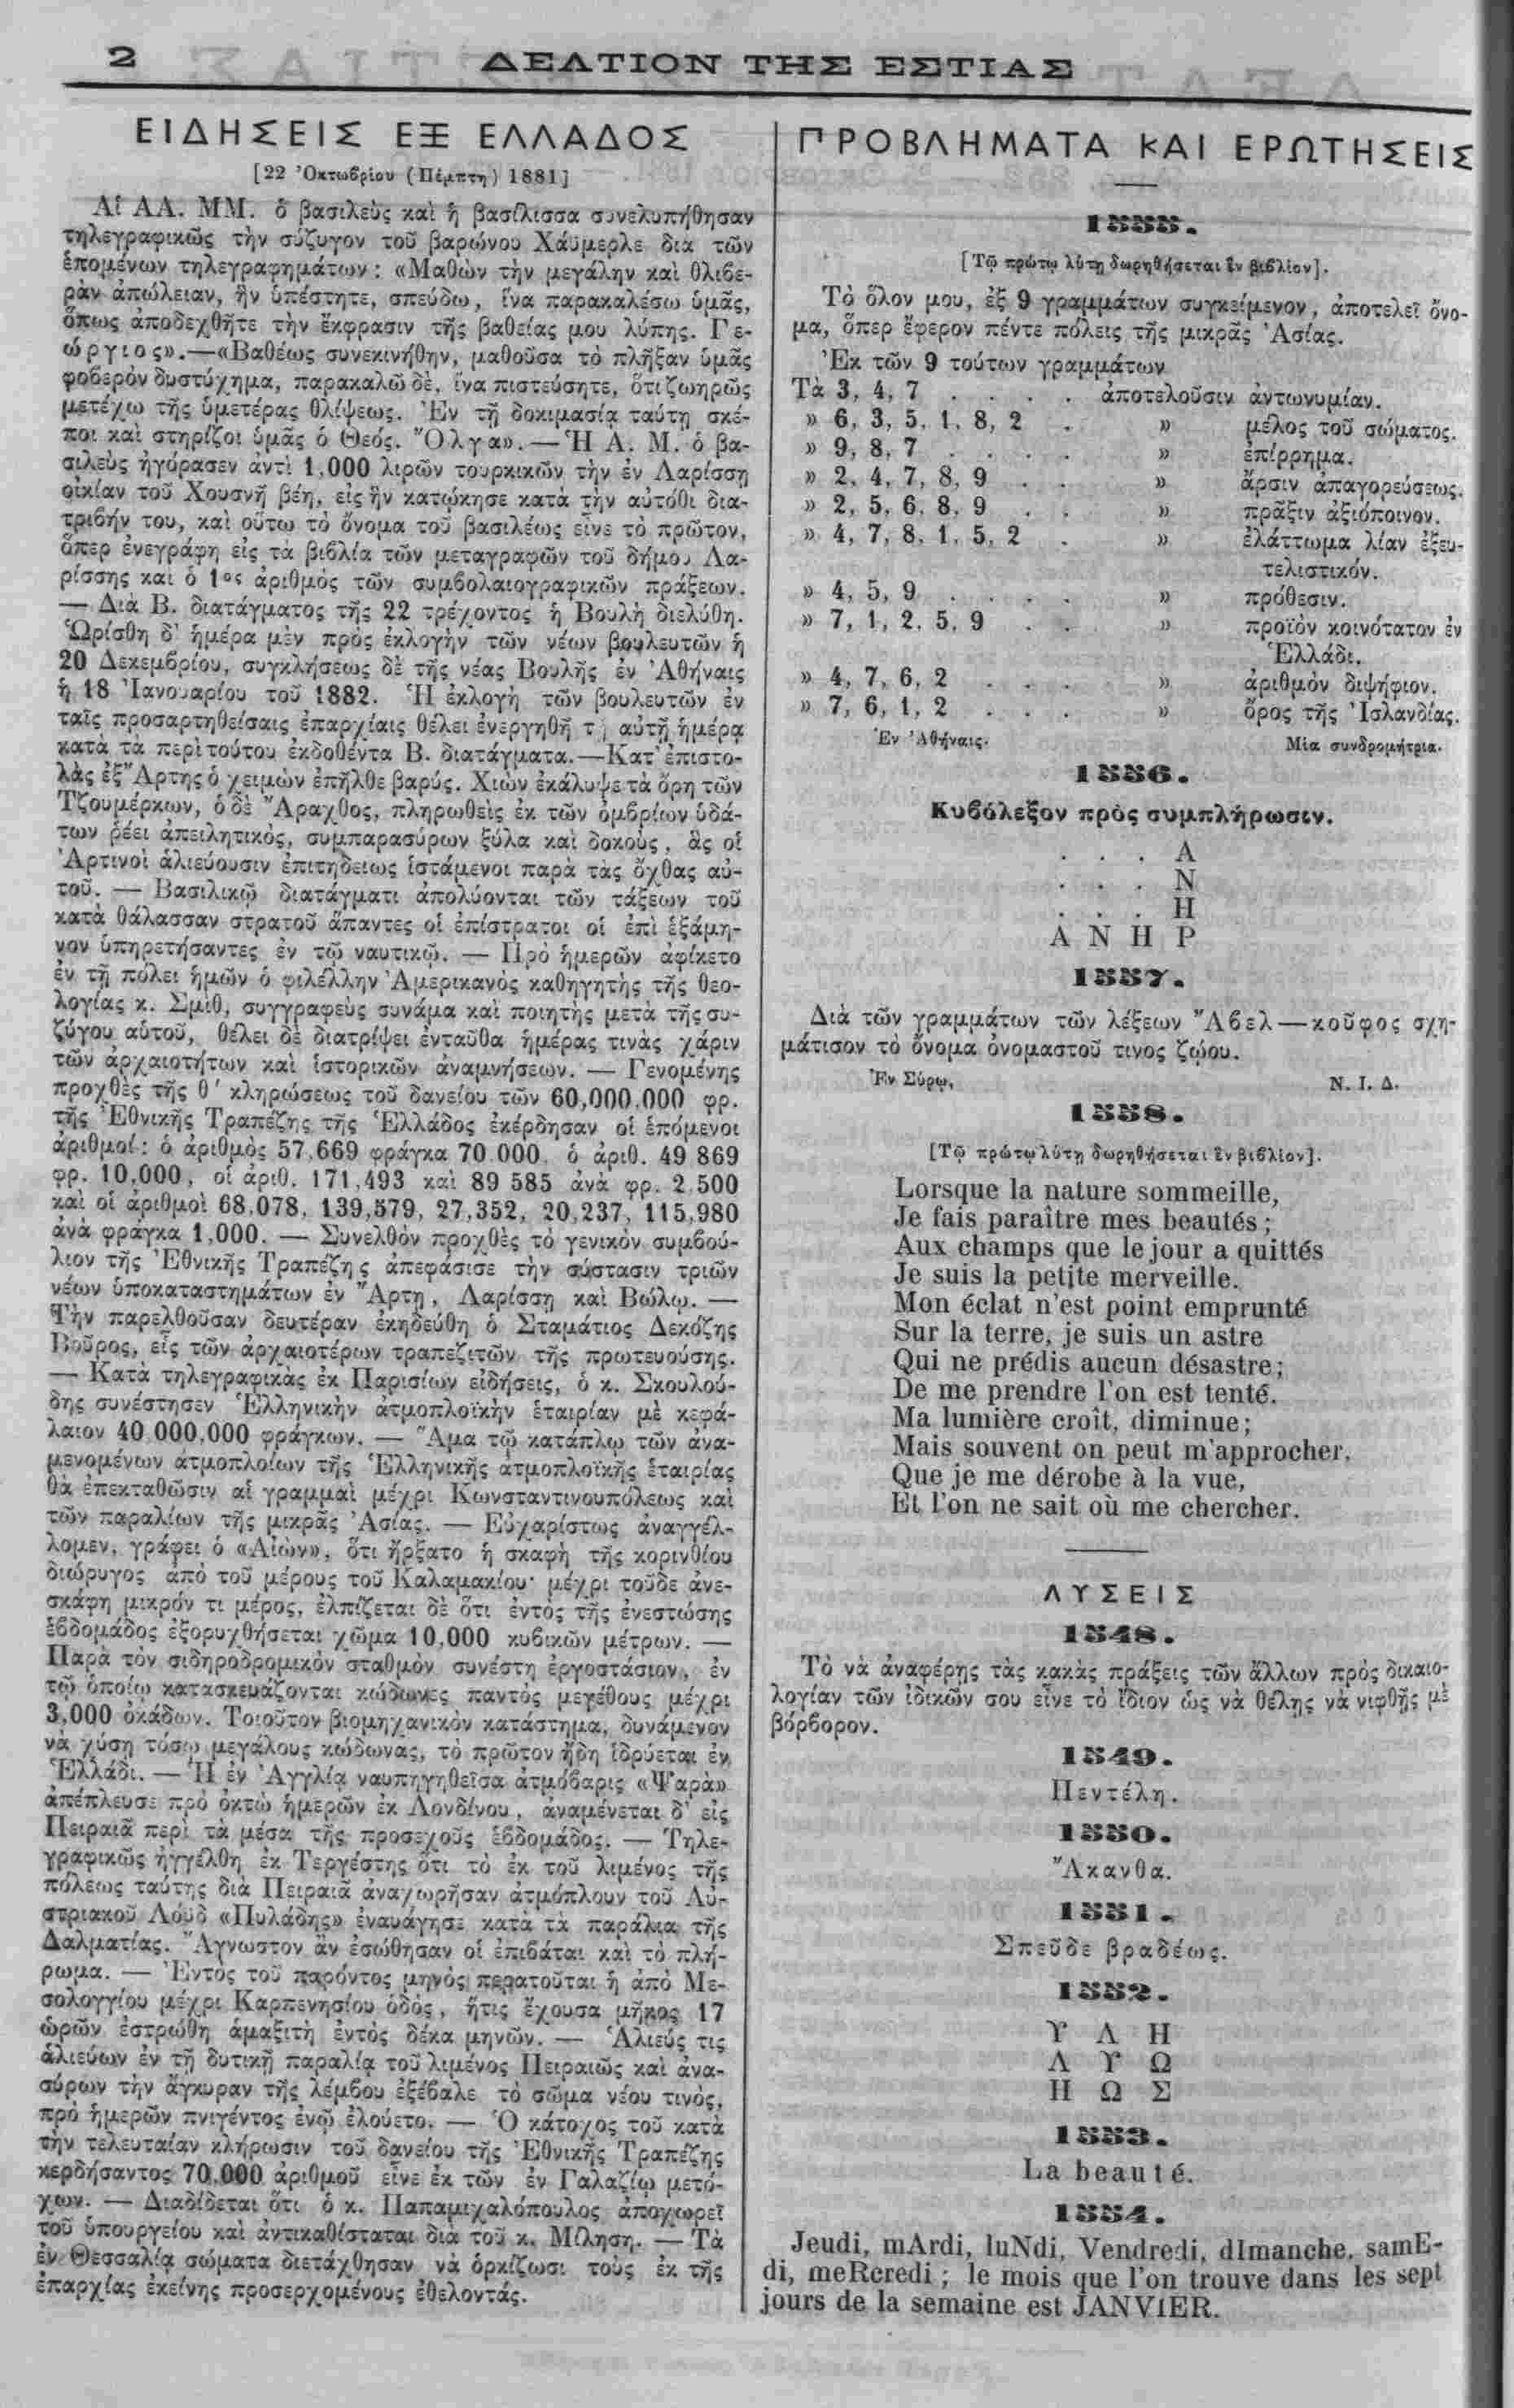 2
ΔΕΛΤΙΟΝ ΤΗΣ ΕΣΤΙΑΣ
ΕΙΔΗΣΕΙΣ ΕΞ ΕΛΛΑΔΟΣ
[22 Ὀκτωβρίου (Πέμπτη) 1881]
Αἱ ΑΑ. ΜΜ. ὁ βασιλεὺς καὶ ἡ βασίλισσα συνελυπήθησαν
τηλεγραφικῶς τὴν σύζυγον τοῦ βαρώνου Χάϋμερλε διὰ τῶν
ἑπομένων τηλεγραφημάτων : «Μαθὼν τὴν μεγάλην καὶ θλιβε-
ρὰν ἀπώλειαν, ἣν ὑπέστητε, σπεύδω, ἵνα παρακαλέσω ὑμᾶς,
ὅπως ἀποδεχθῆτε τὴν ἔκφρασιν τῆς βαθείας μου λύπης. Γε-
ώργιος».—«Βαθέως συνεκινήθην, μαθοῦσα τὸ πλῆξαν ὑμᾶς
φοβερὸν δυστύχημα, παρακαλῶ δὲ, ἵνα πιστεύσητε, ὅτι ζωηρῶς
μετέχω τῆς ὑμετέρας θλίψεως. Ἐν τῇ δοκιμασίᾳ ταύτῃ σκέ-
ποι καὶ στηρίζοι ὑμᾶς ὁ Θεός. Ὄλγα».—Ἡ Α. Μ. ὁ βα-
σιλεὺς ἠγόρασεν ἀντὶ 1,000 λιρῶν τουρκικῶν τὴν ἐν Λαρίσσῃ
οἰκίαν τοῦ Χουσνῆ βέη, εἰς ἣν κατῴκησε κατὰ τὴν αὐτόθι δια-
τριβήν του, καὶ οὕτω τὸ ὄνομα τοῦ βασιλέως εἶνε τὸ πρῶτον,
ὅπερ ἐνεγράφη εἰς τὰ βιβλία τῶν μεταγραφῶν τοῦ δήμου Λα-
ρίσσης καὶ ὁ 1ος ἀριθμὸς τῶν συμβολαιογραφικῶν πράξεων.
— Διὰ Β. διατάγματος τῆς 22 τρέχοντος ἡ Βουλὴ διελύθη.
Ὡρίσθη δ' ἡμέρα μὲν πρὸς ἐκλογὴν τῶν νέων βουλευτῶν ἡ
20 Δεκεμβρίου, συγκλήσεως δὲ τῆς νέας Βουλῆς ἐν Ἀθήναις
ἡ 18 Ἰανουαρίου τοῦ 1882. Ἡ ἐκλογὴ τῶν βουλευτῶν ἐν
ταῖς προσαρτηθείσαις ἐπαρχίαις θέλει ἐνεργηθῆ τῇ αὐτῇ ἡμέρᾳ
κατὰ τὰ περὶ τούτου ἐκδοθέντα Β. διατάγματα.—Κατ' ἐπιστο-
λὰς ἐξ Ἄρτης ὁ χειμὼν ἐπῆλθε βαρύς. Χιὼν ἐκάλυψε τὰ ὄρη τῶν
Τζουμέρκων, ὁ δὲ Ἄραχθος, πληρωθεὶς ἐκ τῶν ὀμβρίων ὑδά-
των ῥέει ἀπειλητικὸς, συμπαρασύρων ξύλα καὶ δοκοὺς, ἃς οἱ
Ἀρτινοὶ ἁλιεύουσιν ἐπιτηδείως ἱστάμενοι παρὰ τὰς ὄχθας αὐ-
τοῦ. — Βασιλικῷ διατάγματι ἀπολύονται τῶν τάξεων τοῦ
κατὰ θάλασσαν στρατοῦ ἅπαντες οἱ ἐπίστρατοι οἱ ἐπὶ ἑξάμη-
νον ὑπηρετήσαντες ἐν τῷ ναυτικῷ. — Πρὸ ἡμερῶν ἀφίκετο
ἐν τῇ πόλει ἡμῶν ὁ φιλέλλην Ἀμερικανὸς καθηγητὴς τῆς θεο-
λογίας κ. Σμὶθ, συγγραφεὺς συνάμα καὶ ποιητὴς μετὰ τῆς συ-
ζύγου αὑτοῦ, θέλει δὲ διατρίψει ἐνταῦθα ἡμέρας τινὰς χάριν
τῶν ἀρχαιοτήτων καὶ ἱστορικῶν ἀναμνήσεων. — Γενομένης
προχθὲς τῆς θ' κληρώσεως τοῦ δανείου τῶν 60,000,000 φρ.
τῆς Ἐθνικῆς Τραπέζης τῆς Ἑλλάδος ἐκέρδησαν οἱ ἑπόμενοι
ἀριθμοί : ὁ ἀριθμὸς 57,669 φράγκα 70 000, ὁ ἀριθ. 49 869
φρ. 10,000, οἱ ἀριθ. 171,493 καὶ 89 585 ἀνὰ φρ. 2,500
καὶ οἱ ἀριθμοὶ 68,078, 139,579, 27,352, 20,237, 115,980
ἀνὰ φράγκα 1,000. — Συνελθὸν προχθὲς τὸ γενικὸν συμβού-
λιον τῆς Ἐθνικῆς Τραπέζης ἀπεφάσισε τὴν σύστασιν τριῶν
νέων ὑποκαταστημάτων ἐν Ἄρτῃ, Λαρίσσῃ καὶ Βώλῳ. —
Τὴν παρελθοῦσαν δευτέραν ἐκηδεύθη ὁ Σταμάτιος Δεκόζης
Βοῦρος, εἷς τῶν ἀρχαιοτέρων τραπεζιτῶν τῆς πρωτευούσης.
— Κατὰ τηλεγραφικὰς ἐκ Παρισίων εἰδήσεις, ὁ κ. Σκουλού-
δης συνέστησεν Ἑλληνικὴν ἀτμοπλοϊκὴν ἑταιρίαν μὲ κεφά-
λαιον 40 000,000 φράγκων. — Ἅμα τῷ κατάπλῳ τῶν ἀνα-
μενομένων ἀτμοπλοίων τῆς Ἑλληνικῆς ἀτμοπλοϊκῆς ἑταιρίας
θὰ ἐπεκταθῶσιν αἱ γραμμαὶ μέχρι Κωνσταντινουπόλεως καὶ
τῶν παραλίων τῆς μικρᾶς Ἀσίας. — Εὐχαρίστως ἀναγγέλ-
λομεν, γράφει ὁ «Αἰὼν», ὅτι ἤρξατο ἡ σκαφὴ τῆς κορινθίου
διώρυγος ἀπὸ τοῦ μέρους τοῦ Καλαμακίου· μέχρι τοῦδε ἀνε-
σκάφη μικρόν τι μέρος, ἐλπίζεται δὲ ὅτι ἐντὸς τῆς ἐνεστώσης
ἑβδομάδος ἐξορυχθήσεται χῶμα 10,000 κυβικῶν μέτρων. —
Παρὰ τὸν σιδηροδρομικὸν σταθμὸν συνέστη ἐργοστάσιον, ἐν
τῷ ὁποίῳ κατασκευάζονται κώδωνες παντὸς μεγέθους μέχρι
3,000 ὀκάδων. Τοιοῦτον βιομηχανικὸν κατάστημα, δυνάμενον
νὰ χύσῃ τόσῳ μεγάλους κώδωνας, τὸ πρῶτον ἤδη ἱδρύεται ἐν
Ἑλλάδι. — Ἡ ἐν Ἀγγλίᾳ ναυπηγηθεῖσα ἀτμόβαρις «Ψαρὰ»
ἀπέπλευσε πρὸ ὀκτὼ ἡμερῶν ἐκ Λονδίνου, ἀναμένεται δ' εἰς
Πειραιᾶ περὶ τὰ μέσα τῆς προσεχοῦς ἑβδομάδος. — Τηλε-
γραφικῶς ἠγγέλθη ἐκ Τεργέστης ὅτι τὸ ἐκ τοῦ λιμένος τῆς
πόλεως ταύτης διὰ Πειραιᾶ ἀναχωρῆσαν ἀτμόπλουν τοῦ Αὐ-
στριακοῦ Λόϋδ «Πυλάδης» ἐναυάγησε κατὰ τὰ παράλια τῆς
Δαλματίας. Ἄγνωστον ἂν ἐσώθησαν οἱ ἐπιβάται καὶ τὸ πλή-
ρωμα. — Ἐντὸς τοῦ παρόντος μηνὸς περατοῦται ἡ ἀπὸ Με-
σολογγίου μέχρι Καρπενησίου ὁδὸς, ἥτις ἔχουσα μῆκος 17
ὡρῶν ἐστρώθη ἁμαξιτὴ ἐντὸς δέκα μηνῶν. — Ἁλιεύς τις
ἁλιεύων ἐν τῇ δυτικῇ παραλίᾳ τοῦ λιμένος Πειραιῶς καὶ ἀνα-
σύρων τὴν ἄγκυραν τῆς λέμβου ἐξέβαλε τὸ σῶμα νέου τινὸς,
πρὸ ἡμερῶν πνιγέντος ἐνῷ ἐλούετο. — Ὁ κάτοχος τοῦ κατὰ
τὴν τελευταίαν κλήρωσιν τοῦ δανείου τῆς Ἐθνικῆς Τραπέζης
κερδήσαντος 70,000 ἀριθμοῦ εἶνε ἐκ τῶν ἐν Γαλαζίῳ μετό-
χων. — Διαδίδεται ὅτι ὁ κ. Παπαμιχαλόπουλος ἀποχωρεῖ
τοῦ ὑπουργείου καὶ ἀντικαθίσταται διὰ τοῦ κ. Μίληση. — Τὰ
ἐν Θεσσαλίᾳ σώματα διετάχθησαν νὰ ὁρκίζωσι τοὺς ἐκ τῆς
ἐπαρχίας ἐκείνης προσερχομένους ἐθελοντάς.
ΠΡΟΒΛΗΜΑΤΑ ΚΑΙ ΕΡΩΤΗΣΕΙΣ
1555.
[Τῷ πρώτῳ λύτῃ δωρηθήσεται ἓν βιβλίον].
Τὸ ὅλον μου, ἐξ 9 γραμμάτων συγκείμενον, ἀποτελεῖ ὄνο-
μα, ὅπερ ἔφερον πέντε πόλεις τῆς μικρᾶς Ἀσίας.
Ἐκ τῶν 9 τούτων γραμμάτων
Τὰ 3, 4, 7 . . . . ἀποτελοῦσιν ἀντωνυμίαν.
» 6, 3, 5, 1, 8, 2 . » μέλος τοῦ σώματος.
» 9, 8, 7 . . . . » ἐπίρρημα.
» 2, 4, 7, 8, 9 . . » ἄρσιν ἀπαγορεύσεως.
» 2, 5, 6, 8, 9 . . » πρᾶξιν ἀξιόποινον.
» 4, 7, 8, 1, 5, 2 . » ἐλάττωμα λίαν ἐξευ-
τελιστικόν.
» 4, 5, 9 . . . . » πρόθεσιν.
» 7, 1, 2, 5, 9 . . » προϊὸν κοινότατον ἐν
Ἑλλάδι.
» 4, 7, 6, 2 . . . » ἀριθμὸν διψήφιον.
» 7, 6, 1, 2 . . . » ὄρος τῆς Ἰσλανδίας.
Ἐν Ἀθήναις. Μία συνδρομήτρια.
1556.
Κυβόλεξον πρὸς συμπλήρωσιν.
. . . Α
. . . Ν
. . . Η
Α Ν Η Ρ
1557.
Διὰ τῶν γραμμάτων τῶν λέξεων Ἄβελ—κοῦφος σχη-
μάτισον τὸ ὄνομα ὀνομαστοῦ τινος ζῴου.
Ἐν Σύρῳ, Ν. Ι. Δ.
1558.
[Τῷ πρώτῳ λύτῃ δωρηθήσεται ἓν βιβλίον].
Lorsque la nature sommeille,
Je fais paraître mes beautés ;
Aux champs que le jour a quittés
Je suis la petite merveille.
Mon éclat n'est point emprunté
Sur la terre, je suis un astre
Qui ne prédis aucun désastre;
De me prendre l'on est tenté.
Ma lumière croît, diminue;
Mais souvent on peut m'approcher,
Que je me dérobe à la vue,
Et l'on ne sait où me chercher.
ΛΥΣΕΙΣ
1548.
Τὸ νὰ ἀναφέρῃς τὰς κακὰς πράξεις τῶν ἄλλων πρὸς δικαιο-
λογίαν τῶν ἰδικῶν σου εἶνε τὸ ἴδιον ὡς νὰ θέλῃς νὰ νιφθῇς μὲ
βόρβορον.
1549.
Πεντέλη.
1550.
Ἄκανθα.
1551.
Σπεῦδε βραδέως.
1552.
Υ Λ Η
Λ Υ Ω
Η Ω Σ
1553.
La beauté.
1554.
Jeudi, mArdi, luNdi, Vendredi, dImanche, samE-
di, meRcredi ; le mois que l'on trouve dans les sept
jours de la semaine est JANVIER.